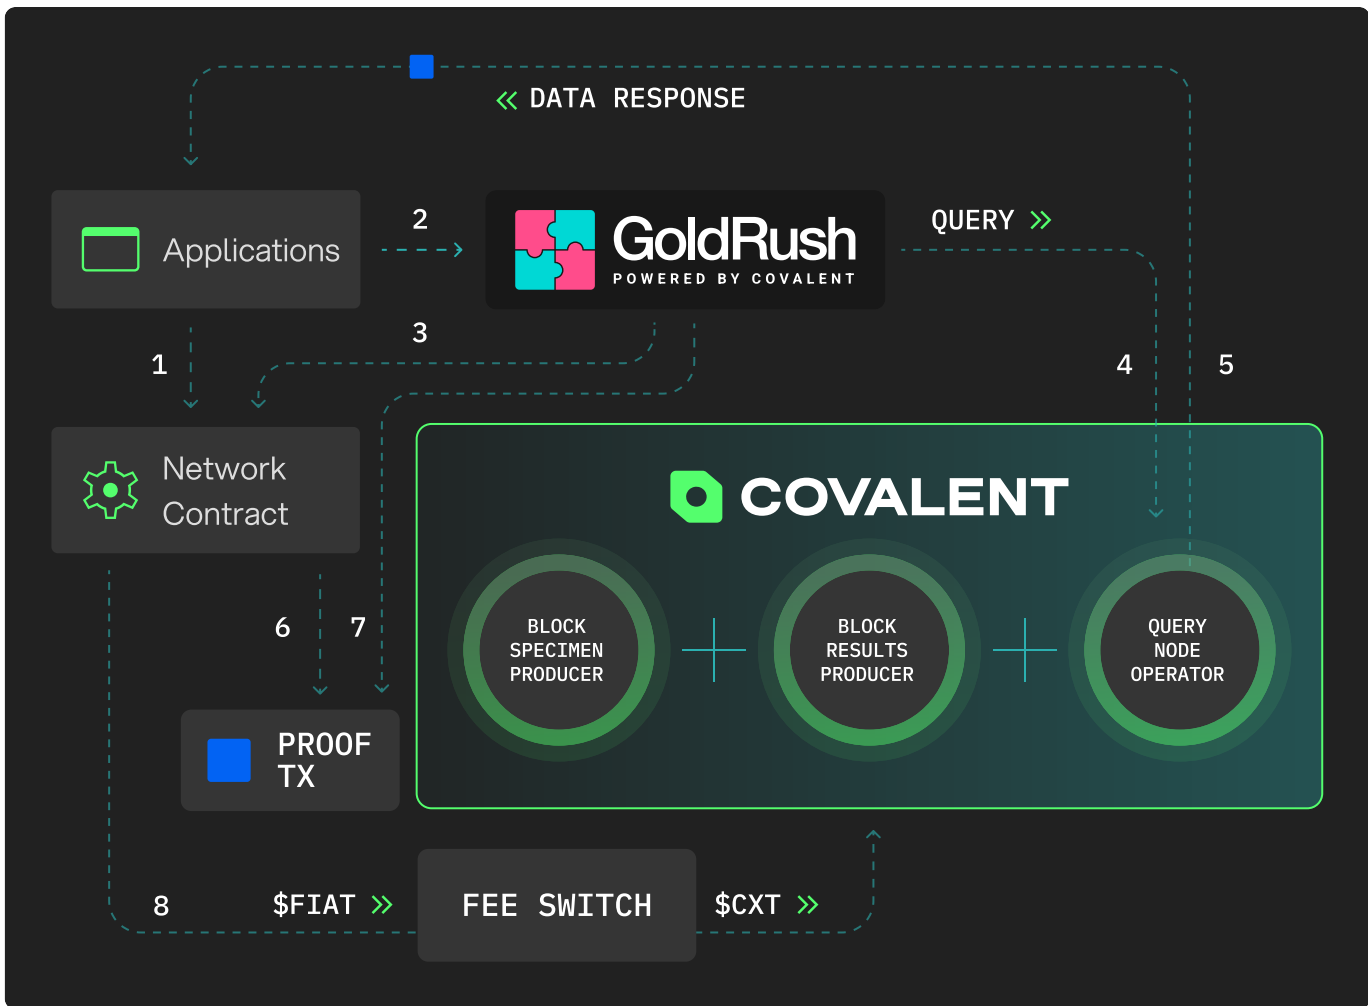 DATA RESPONSE
2
QUERY
Applications
GoldRush
POWERED BY COVALENT
3
1
4
5
Network
Contract
COVALENT
6
7
BLOCK
SPECIMEN
PRODUCER
BLOCK
RESULTS
PRODUCER
QUERY
NODE
OPERATOR
PROOF
TX
8
$FIAT
FEE SWITCH
$CXT